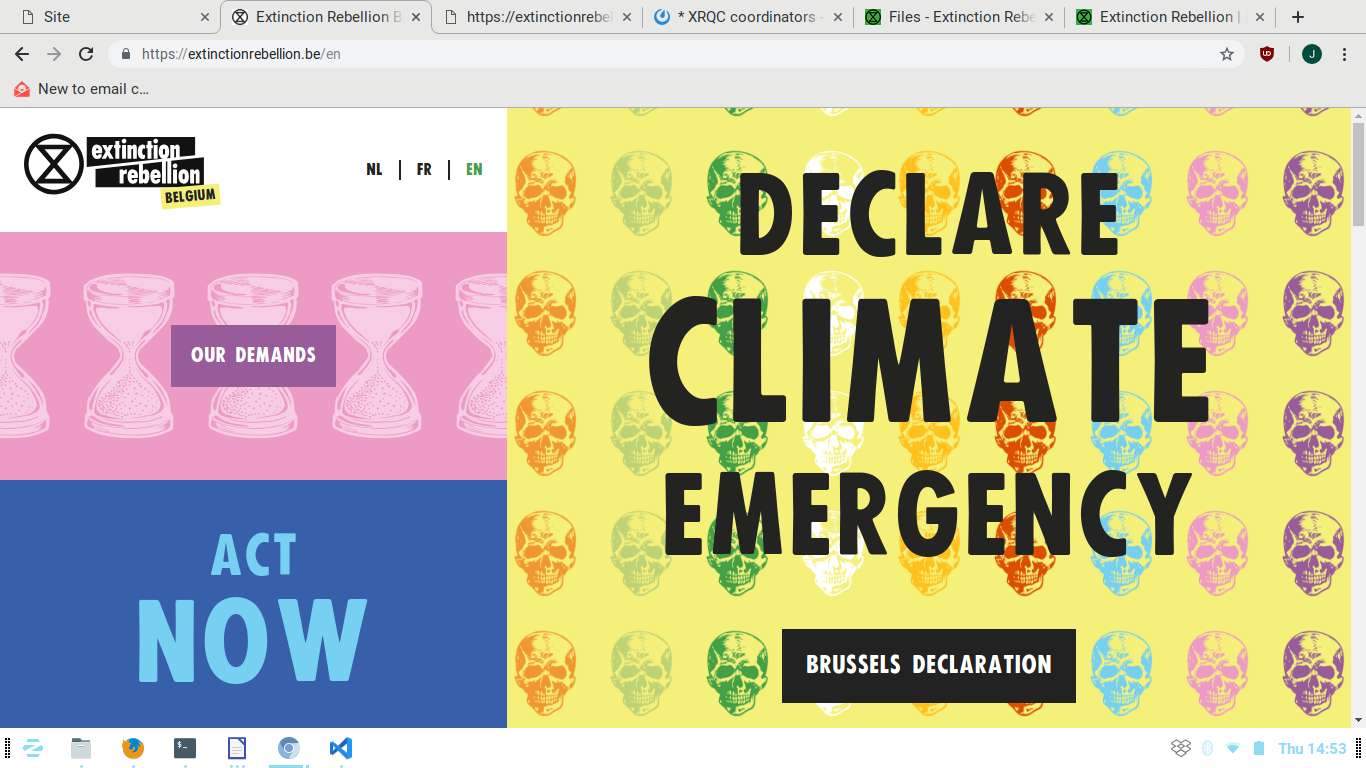 Site
Extinction Rebellion B
https://extinctionrebel
* XRQC coordinators -
Files - Extinction Rebe
Extinction Rebellion |
https://extinctionrebellion.be/en
J
New to email c...
extinction
rebellion
BELGIUM
NL | FR | EN
OUR DEMANDS
ACT
NOW
DECLARE
CLIMATE
EMERGENCY
BRUSSELS DECLARATION
Thu 14:53